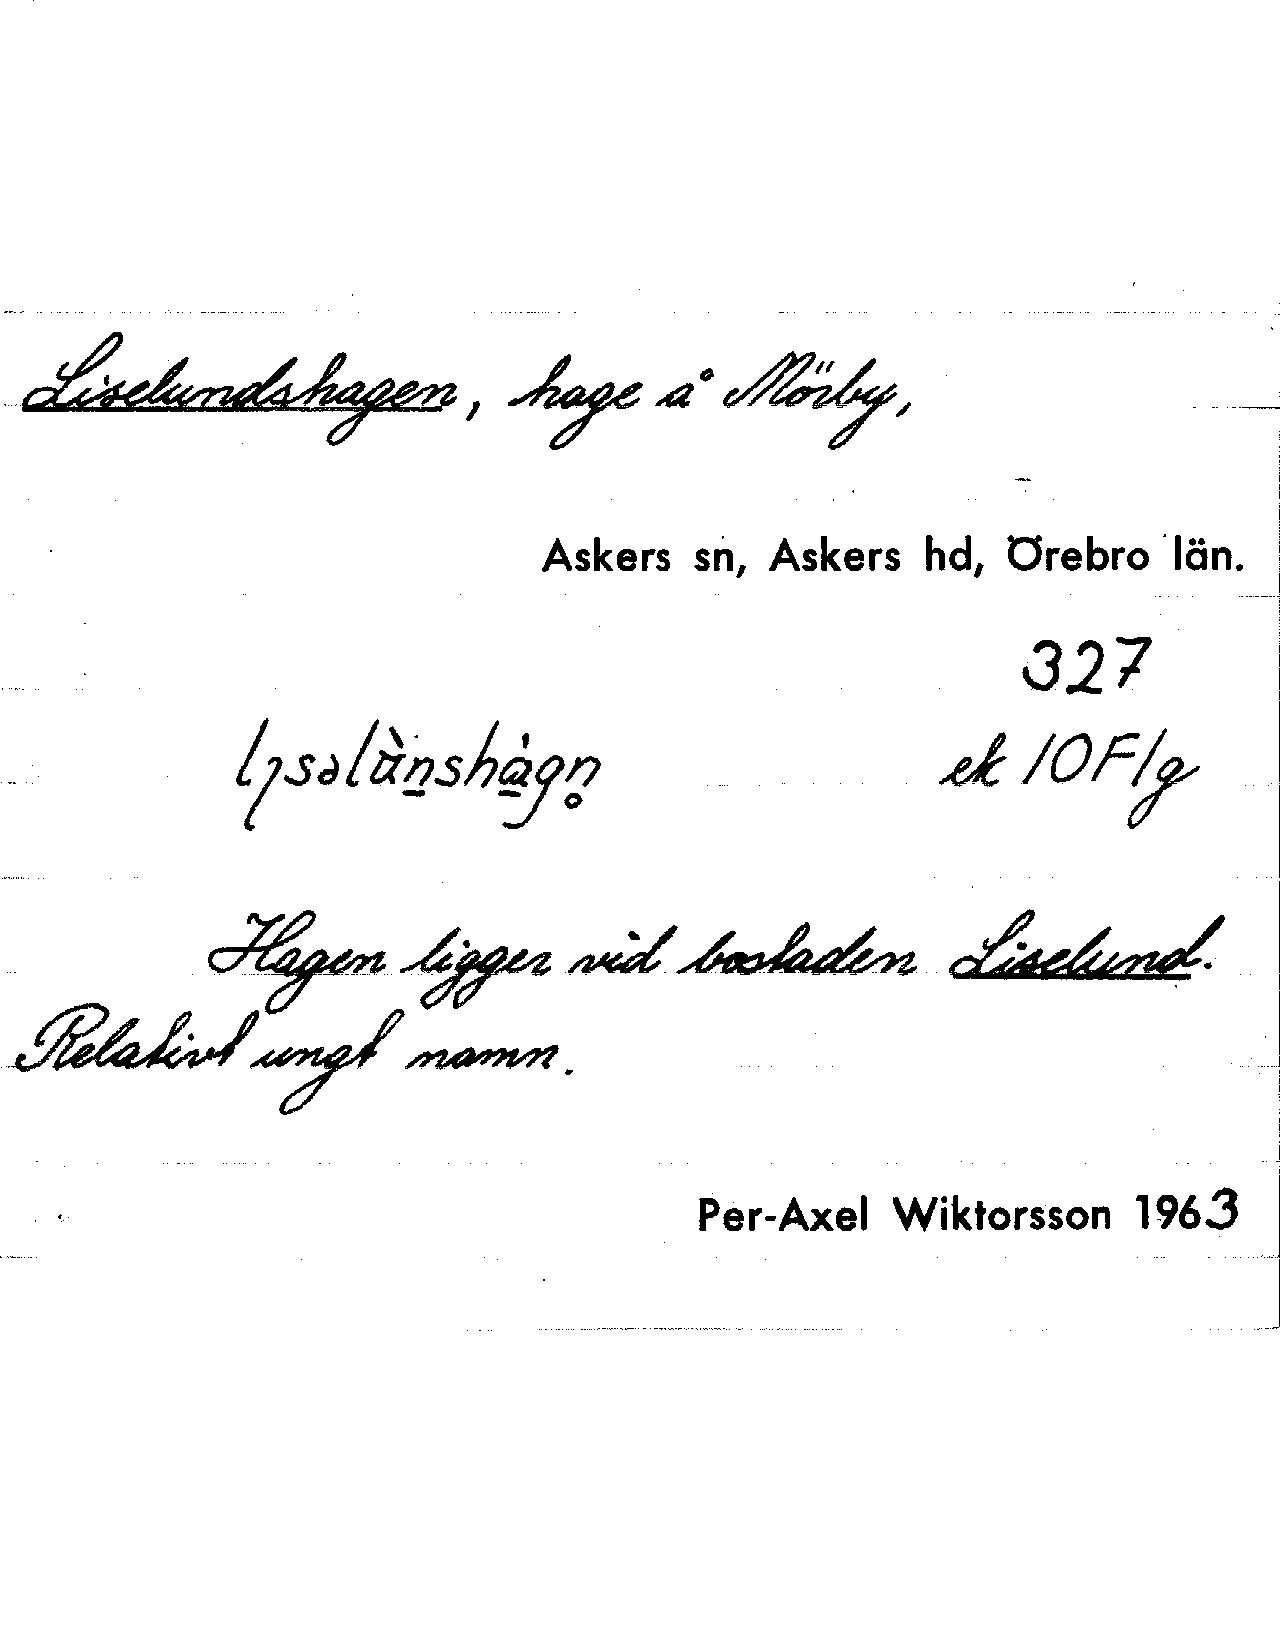 Liselundshagen, hage å Mörby,
Askers sn, Askers hd, Örebro län.
327
ek 10F1g
Hagen ligger vid bostaden Liselund.
Relativt ungt namn.
Per-Axel Wiktorsson 1963